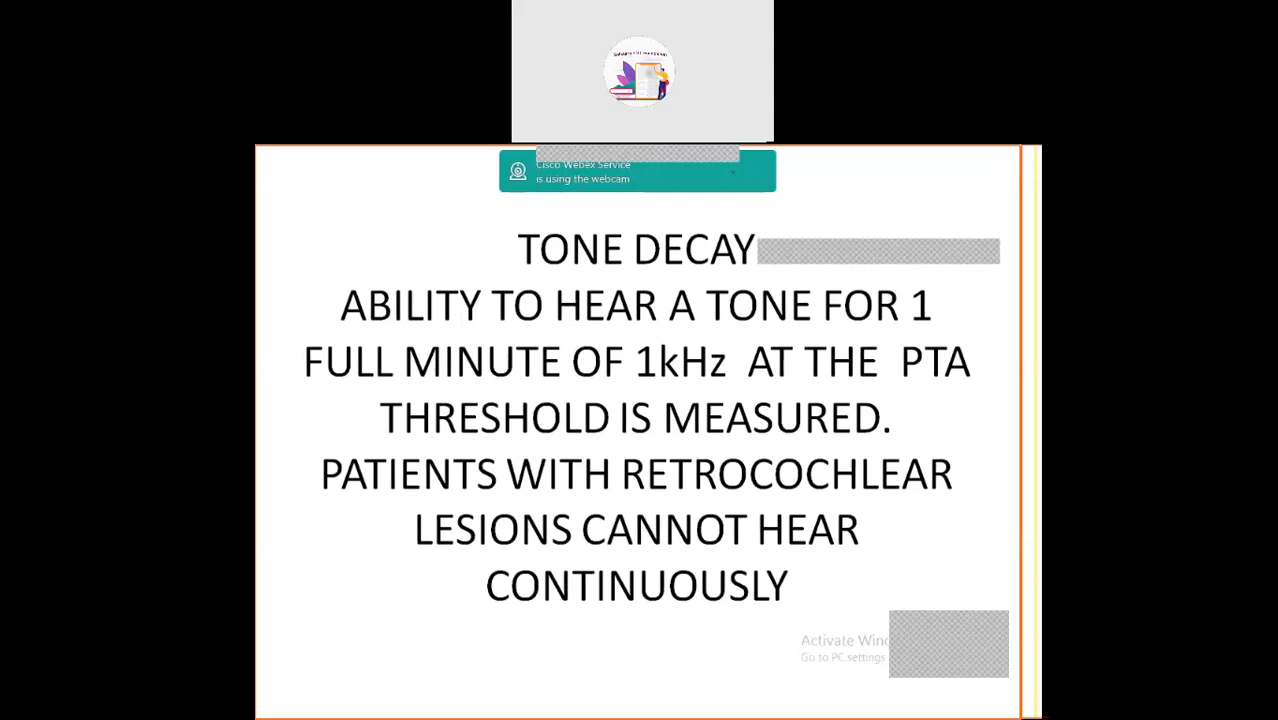 Cisco Webex Service
is using the webcam
TONE DECAY
ABILITY TO HEAR A TONE FOR 1
FULL MINUTE OF 1kHz AT THE PTA
THRESHOLD IS MEASURED.
PATIENTS WITH RETROCOCHLEAR
LESIONS CANNOT HEAR
CONTINUOUSLY
Activate
Go to PC settings